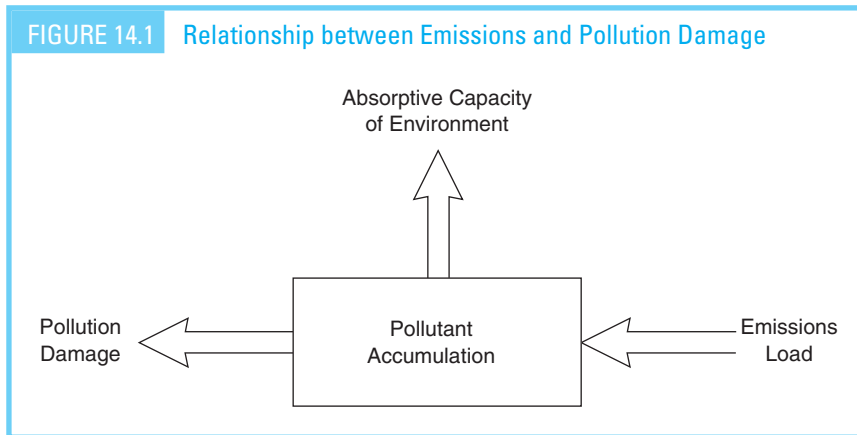 FIGURE 14.1 Relationship between Emissions and Pollution Damage
Absorptive Capacity
of Environment
Pollution
Damage
Pollutant
Accumulation
Emissions
Load